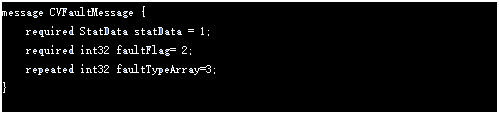 message CVFaultMessage {
    required StatData statData = 1;
    required int32 faultFlag= 2;
    repeated int32 faultTypeArray=3;
}